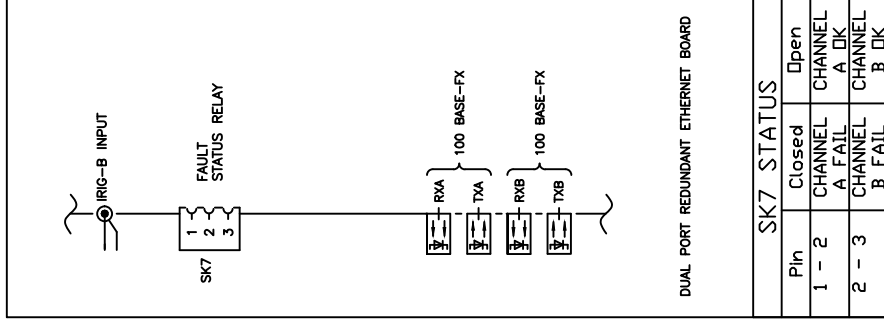 IRIG-B INPUT
FAULT
STATUS RELAY
1
2
3
SK7
RXA
TXA
100 BASE-FX
RXB
TXB
100 BASE-FX
DUAL PORT REDUNDANT ETHERNET BOARD
SK7 STATUS
Pin Closed Open
1 - 2 CHANNEL A FAIL CHANNEL A OK
2 - 3 CHANNEL B FAIL CHANNEL B OK